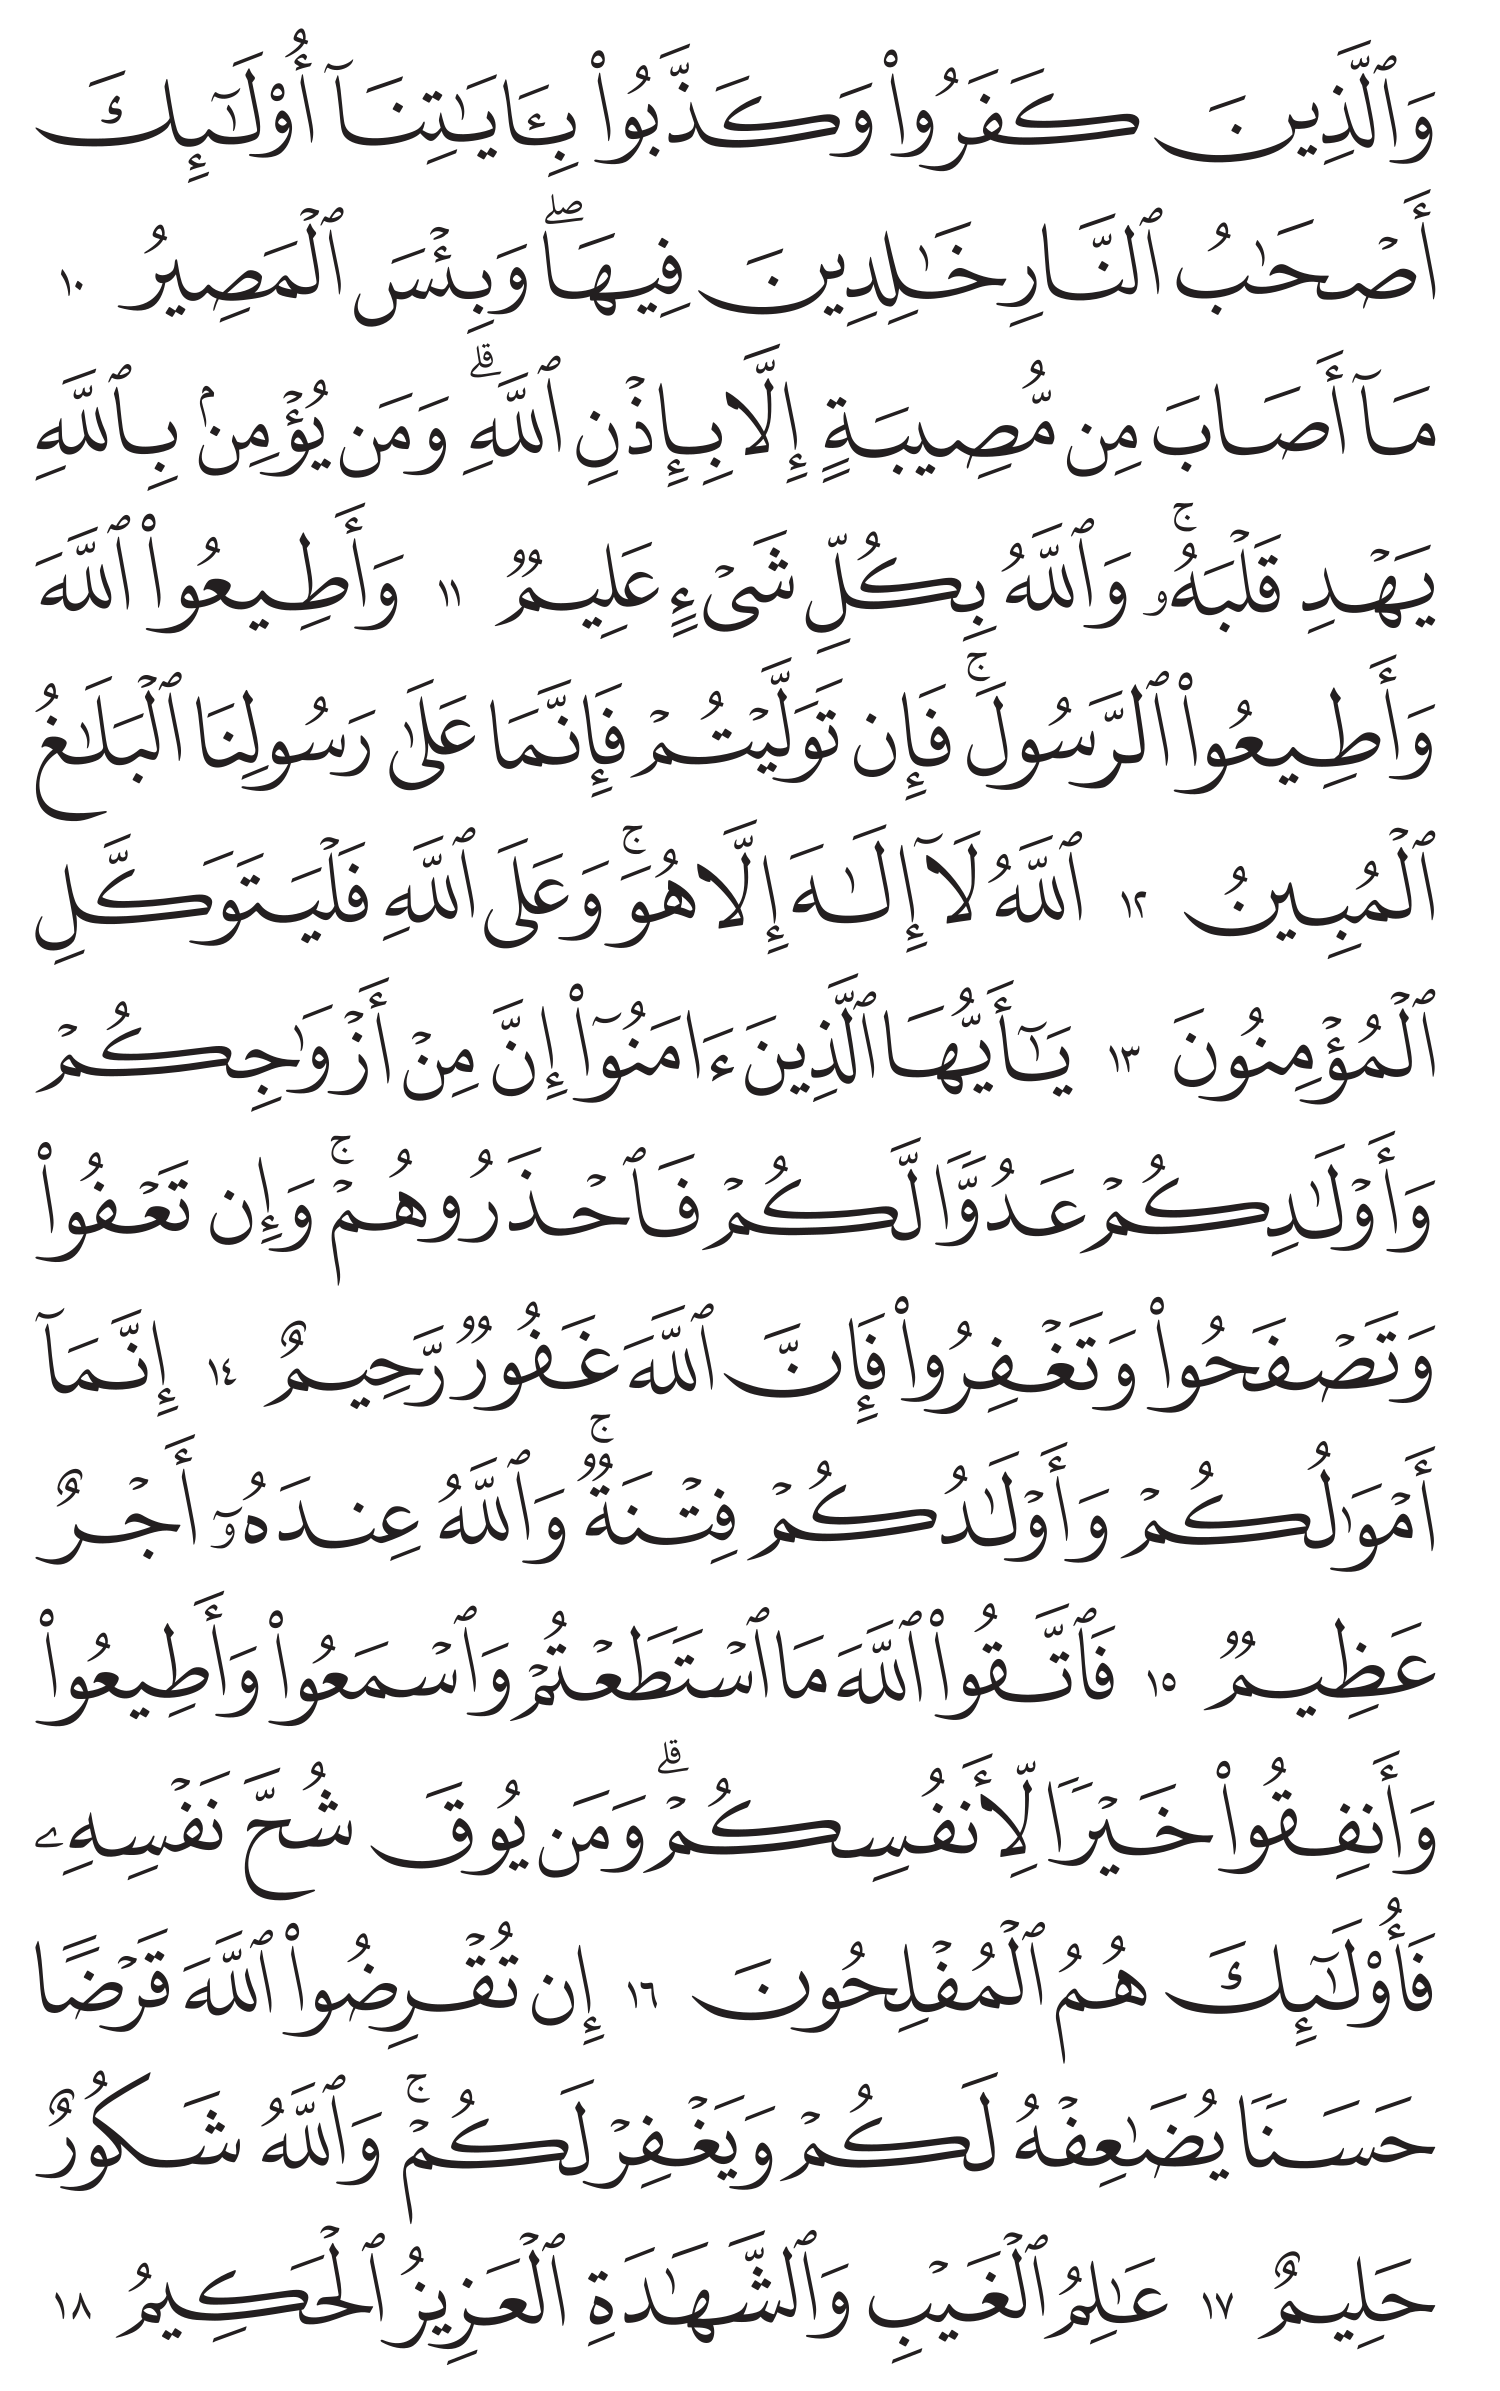 وَٱلَّذِينَ كَفَرُوا۟ وَكَذَّبُوا۟ بِـَٔايَـٰتِنَآ أُو۟لَـٰٓئِكَ
أَصْحَـٰبُ ٱلنَّارِ خَـٰلِدِينَ فِيهَا ۖ وَبِئْسَ ٱلْمَصِيرُ ١٠
مَآ أَصَابَ مِن مُّصِيبَةٍ إِلَّا بِإِذْنِ ٱللَّهِ ۗ وَمَن يُؤْمِنۢ بِٱللَّهِ
يَهْدِ قَلْبَهُۥ ۚ وَٱللَّهُ بِكُلِّ شَىْءٍ عَلِيمٌ ١١ وَأَطِيعُوا۟ ٱللَّهَ
وَأَطِيعُوا۟ ٱلرَّسُولَ ۚ فَإِن تَوَلَّيْتُمْ فَإِنَّمَا عَلَىٰ رَسُولِنَا ٱلْبَلَـٰغُ
ٱلْمُبِينُ ١٢ ٱللَّهُ لَآ إِلَـٰهَ إِلَّا هُوَ ۚ وَعَلَى ٱللَّهِ فَلْيَتَوَكَّلِ
ٱلْمُؤْمِنُونَ ١٣ يَـٰٓأَيُّهَا ٱلَّذِينَ ءَامَنُوٓا۟ إِنَّ مِنْ أَزْوَٰجِكُمْ
وَأَوْلَـٰدِكُمْ عَدُوًّا لَّكُمْ فَٱحْذَرُوهُمْ ۚ وَإِن تَعْفُوا۟
وَتَصْفَحُوا۟ وَتَغْفِرُوا۟ فَإِنَّ ٱللَّهَ غَفُورٌ رَّحِيمٌ ١٤ إِنَّمَآ
أَمْوَٰلُكُمْ وَأَوْلَـٰدُكُمْ فِتْنَةٌ ۚ وَٱللَّهُ عِندَهُۥٓ أَجْرٌ
عَظِيمٌ ١٥ فَٱتَّقُوا۟ ٱللَّهَ مَا ٱسْتَطَعْتُمْ وَٱسْمَعُوا۟ وَأَطِيعُوا۟
وَأَنفِقُوا۟ خَيْرًا لِّأَنفُسِكُمْ ۗ وَمَن يُوقَ شُحَّ نَفْسِهِۦ
فَأُو۟لَـٰٓئِكَ هُمُ ٱلْمُفْلِحُونَ ١٦ إِن تُقْرِضُوا۟ ٱللَّهَ قَرْضًا
حَسَنًا يُضَـٰعِفْهُ لَكُمْ وَيَغْفِرْ لَكُمْ ۚ وَٱللَّهُ شَكُورٌ
حَلِيمٌ ١٧ عَـٰلِمُ ٱلْغَيْبِ وَٱلشَّهَـٰدَةِ ٱلْعَزِيزُ ٱلْحَكِيمُ ١٨